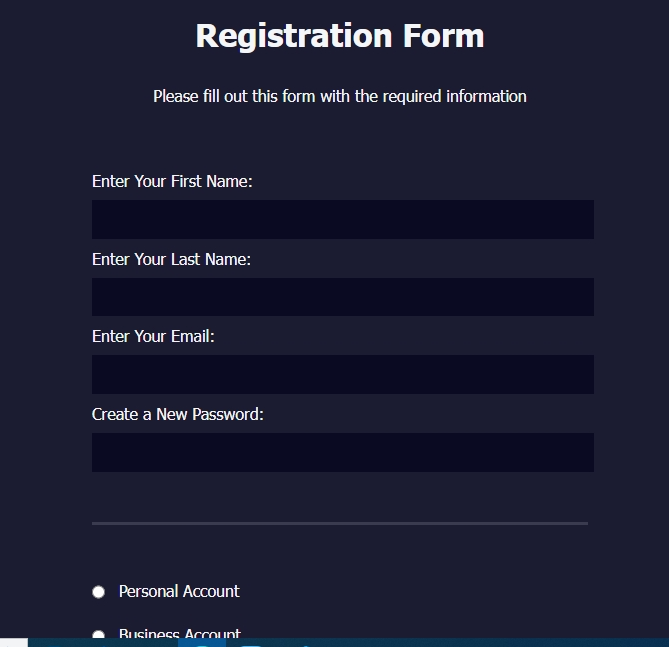 Registration Form
Please fill out this form with the required information
Enter Your First Name:
Enter Your Last Name:
Enter Your Email:
Create a New Password:
Personal Account
Business Account